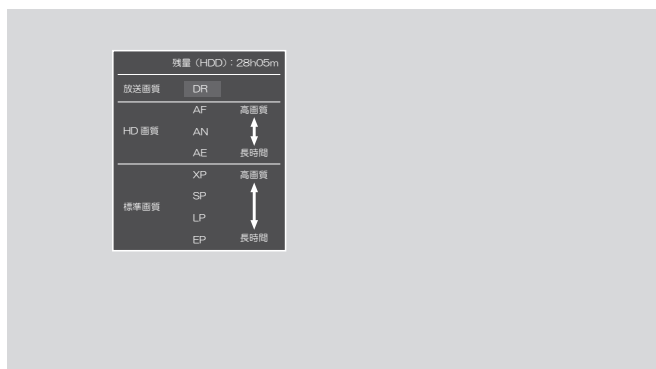 残量（HDD）：28h05m
放送画質 DR
AF 高画質
HD 画質 AN
AE 長時間
XP 高画質
SP
標準画質
LP
EP 長時間